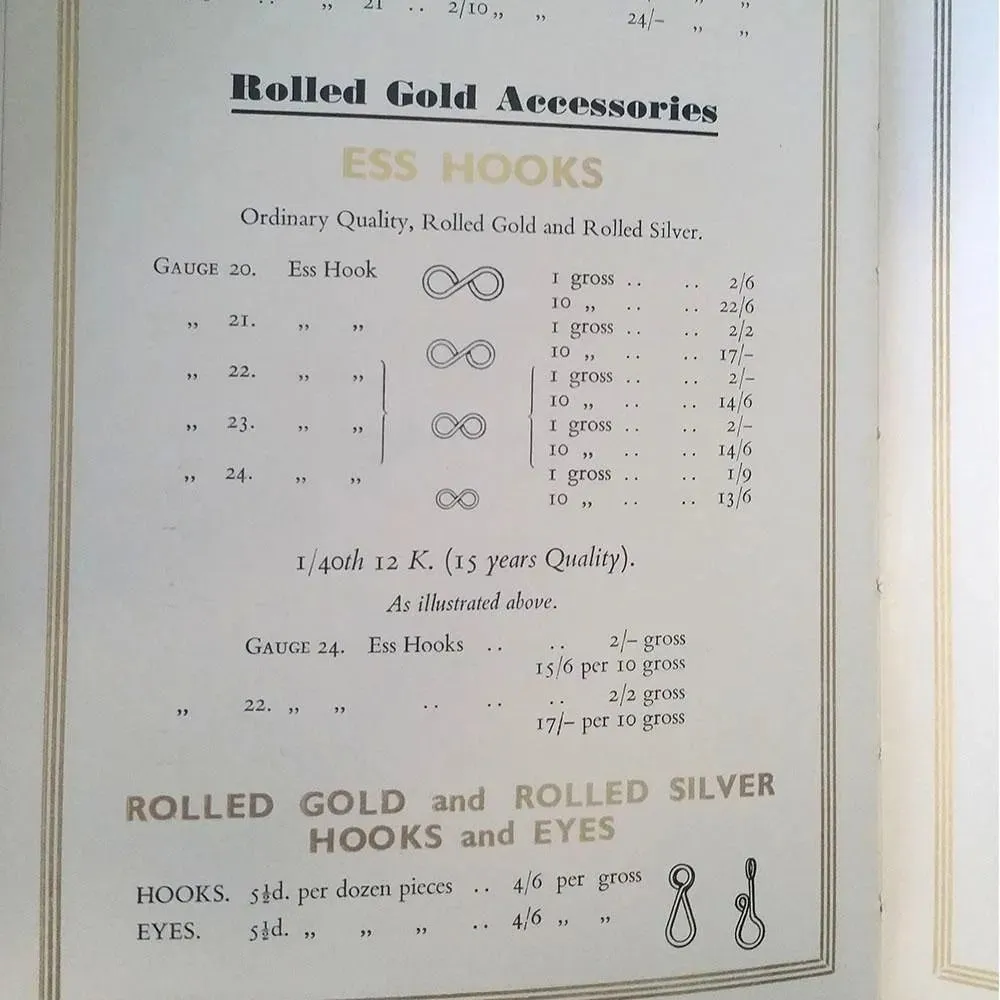 „ 21 .. 2/10 „ „ 24/– „ „
Rolled Gold Accessories
ESS HOOKS
Ordinary Quality, Rolled Gold and Rolled Silver.
GAUGE 20. Ess Hook 1 gross .. .. 2/6
10 „ .. .. 22/6
„ 21. „ „ 1 gross .. .. 2/2
10 „ .. .. 17/–
„ 22. „ „ 1 gross .. .. 2/–
10 „ .. .. 14/6
„ 23. „ „ 1 gross .. .. 2/–
10 „ .. .. 14/6
„ 24. „ „ 1 gross .. .. 1/9
10 „ .. .. 13/6
1/40th 12 K. (15 years Quality).
As illustrated above.
GAUGE 24. Ess Hooks .. .. 2/– gross
15/6 per 10 gross
„ 22. „ „ .. .. .. 2/2 gross
17/– per 10 gross
ROLLED GOLD and ROLLED SILVER
HOOKS and EYES
HOOKS. 5½d. per dozen pieces .. 4/6 per gross
EYES. 5½d. „ „ „ .. 4/6 „ „